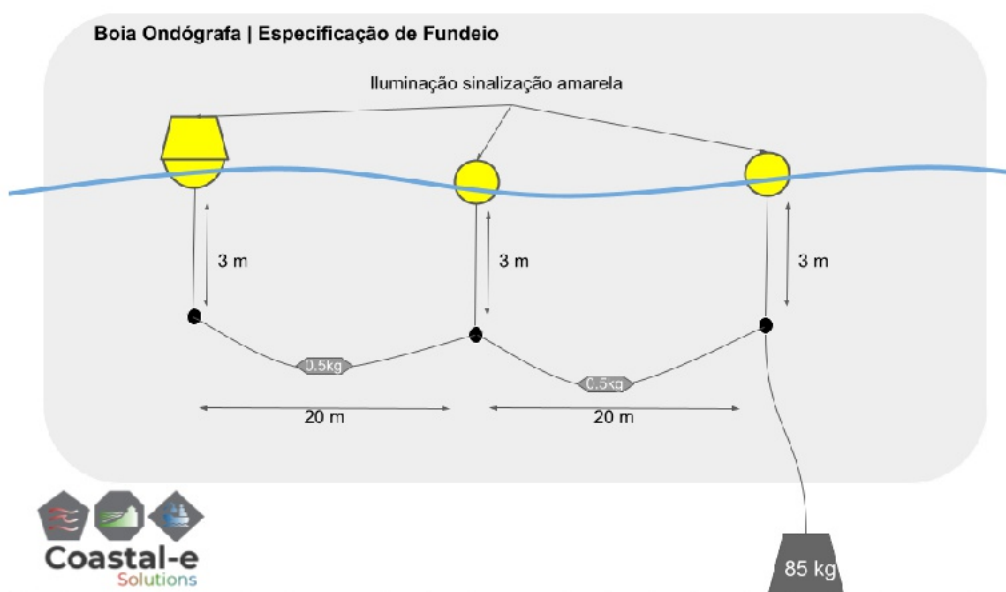 Boia Ondógrafa | Especificação de Fundeio
Iluminação sinalização amarela
3 m
3 m
3 m
0.5kg
0.5kg
20 m
20 m
85 kg
Coastal-e
Solutions